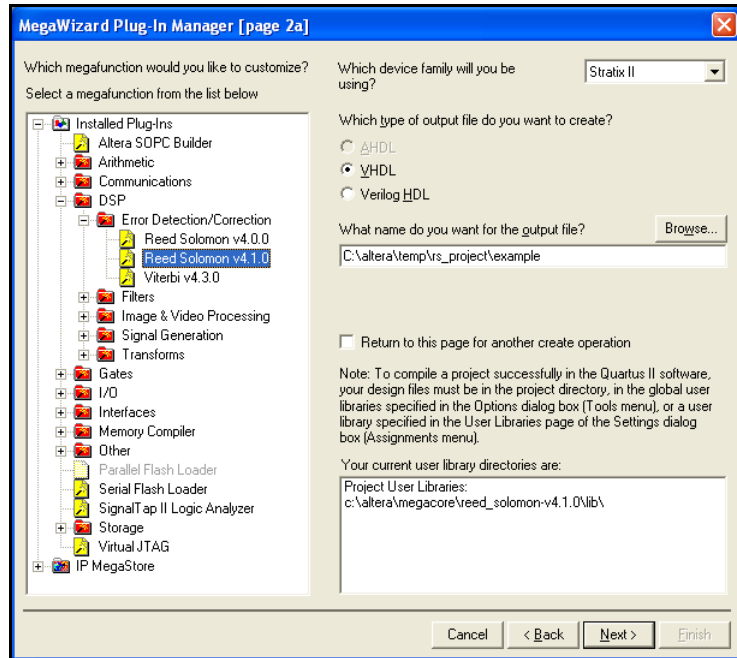 MegaWizard Plug-In Manager [page 2a]
Which megafunction would you like to customize?
Select a megafunction from the list below
Installed Plug-Ins
Altera SOPC Builder
Arithmetic
Communications
DSP
Error Detection/Correction
Reed Solomon v4.0.0
Reed Solomon v4.1.0
Viterbi v4.3.0
Filters
Image & Video Processing
Signal Generation
Transforms
Gates
I/O
Interfaces
Memory Compiler
Other
Parallel Flash Loader
Serial Flash Loader
SignalTap II Logic Analyzer
Storage
Virtual JTAG
IP MegaStore
Which device family will you be
using?
Stratix II
Which type of output file do you want to create?
AHDL
VHDL
Verilog HDL
What name do you want for the output file?
Browse...
C:\altera\temp\rs_project\example
Return to this page for another create operation
Note: To compile a project successfully in the Quartus II software,
your design files must be in the project directory, in the global user
libraries specified in the Options dialog box (Tools menu), or a user
library specified in the User Libraries page of the Settings dialog
box (Assignments menu).
Your current user library directories are:
Project User Libraries:
c:\altera\megacore\reed_solomon-v4.1.0\lib\
Cancel
< Back
Next >
Finish